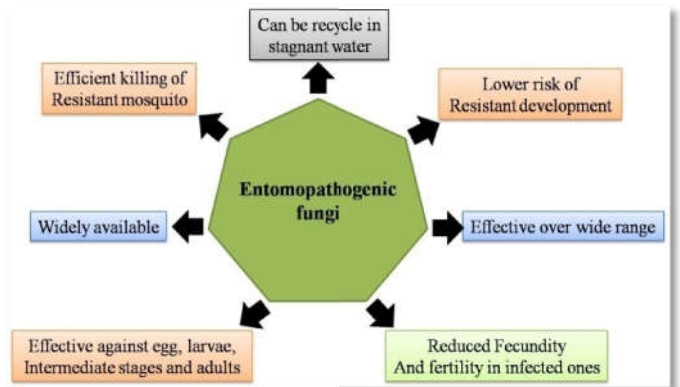 Can be recycle in
stagnant water
Efficient killing of
Resistant mosquito
Lower risk of
Resistant development
Entomopathogenic
fungi
Widely available
Effective over wide range
Effective against egg, larvae,
Intermediate stages and adults
Reduced Fecundity
And fertility in infected ones